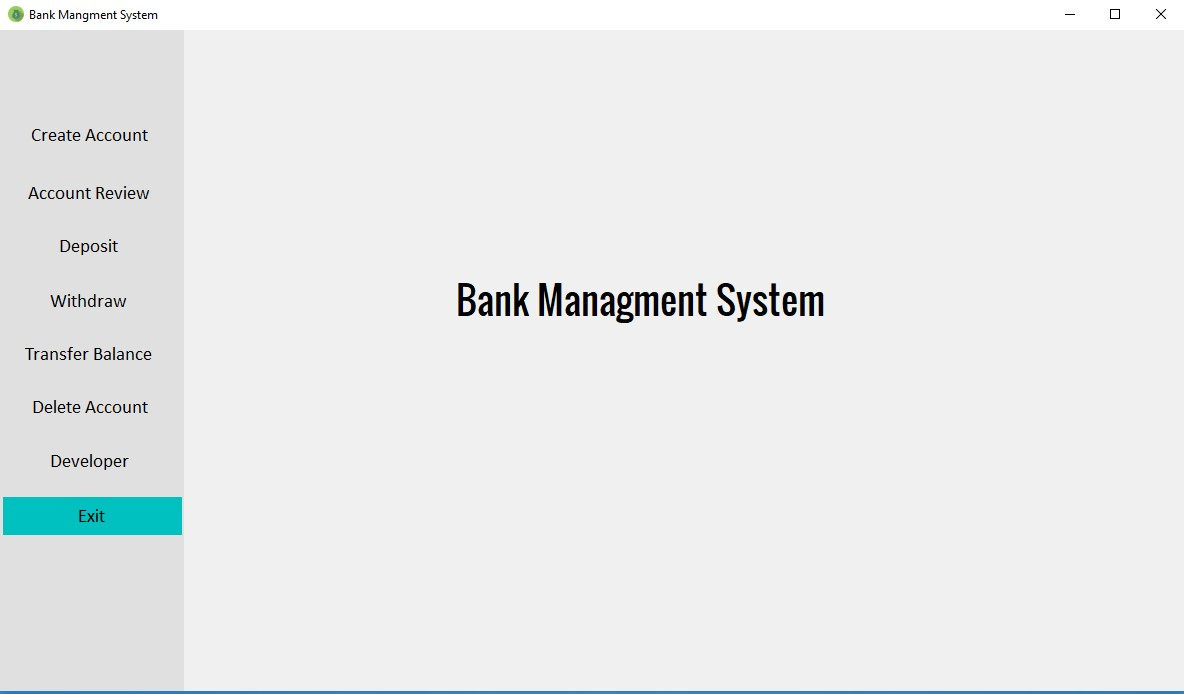 Bank Mangment System
Create Account
Account Review
Deposit
Withdraw
Transfer Balance
Delete Account
Developer
Exit
Bank Managment System